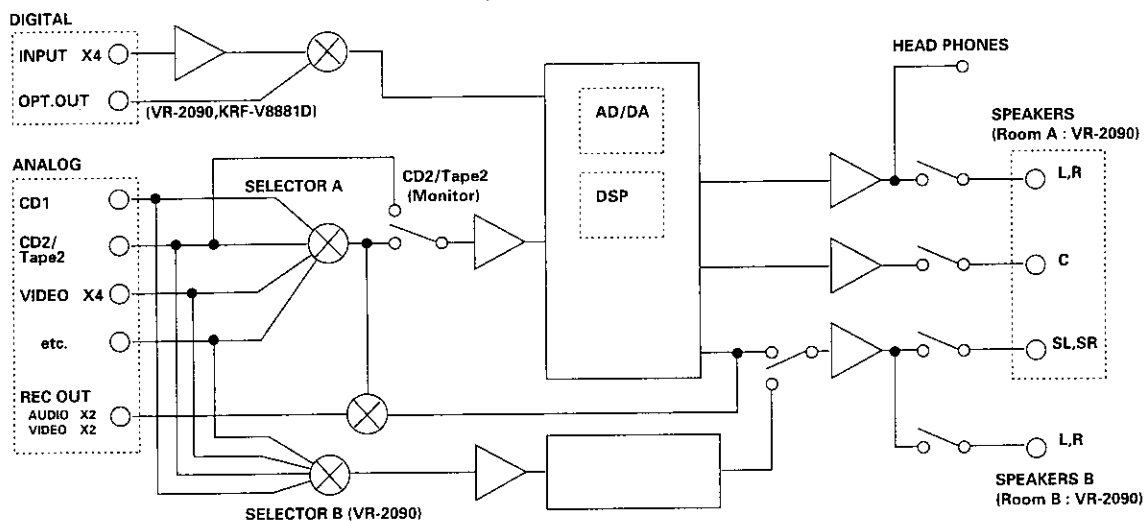 DIGITAL
INPUT X4
OPT.OUT
(VR-2090,KRF-V8881D)
HEAD PHONES
SPEAKERS
(Room A : VR-2090)
AD/DA
DSP
L,R
C
SL,SR
ANALOG
CD1
CD2/
Tape2
VIDEO X4
etc.
REC OUT
AUDIO X2
VIDEO X2
SELECTOR A
CD2/Tape2
(Monitor)
SELECTOR B (VR-2090)
L,R
SPEAKERS B
(Room B : VR-2090)